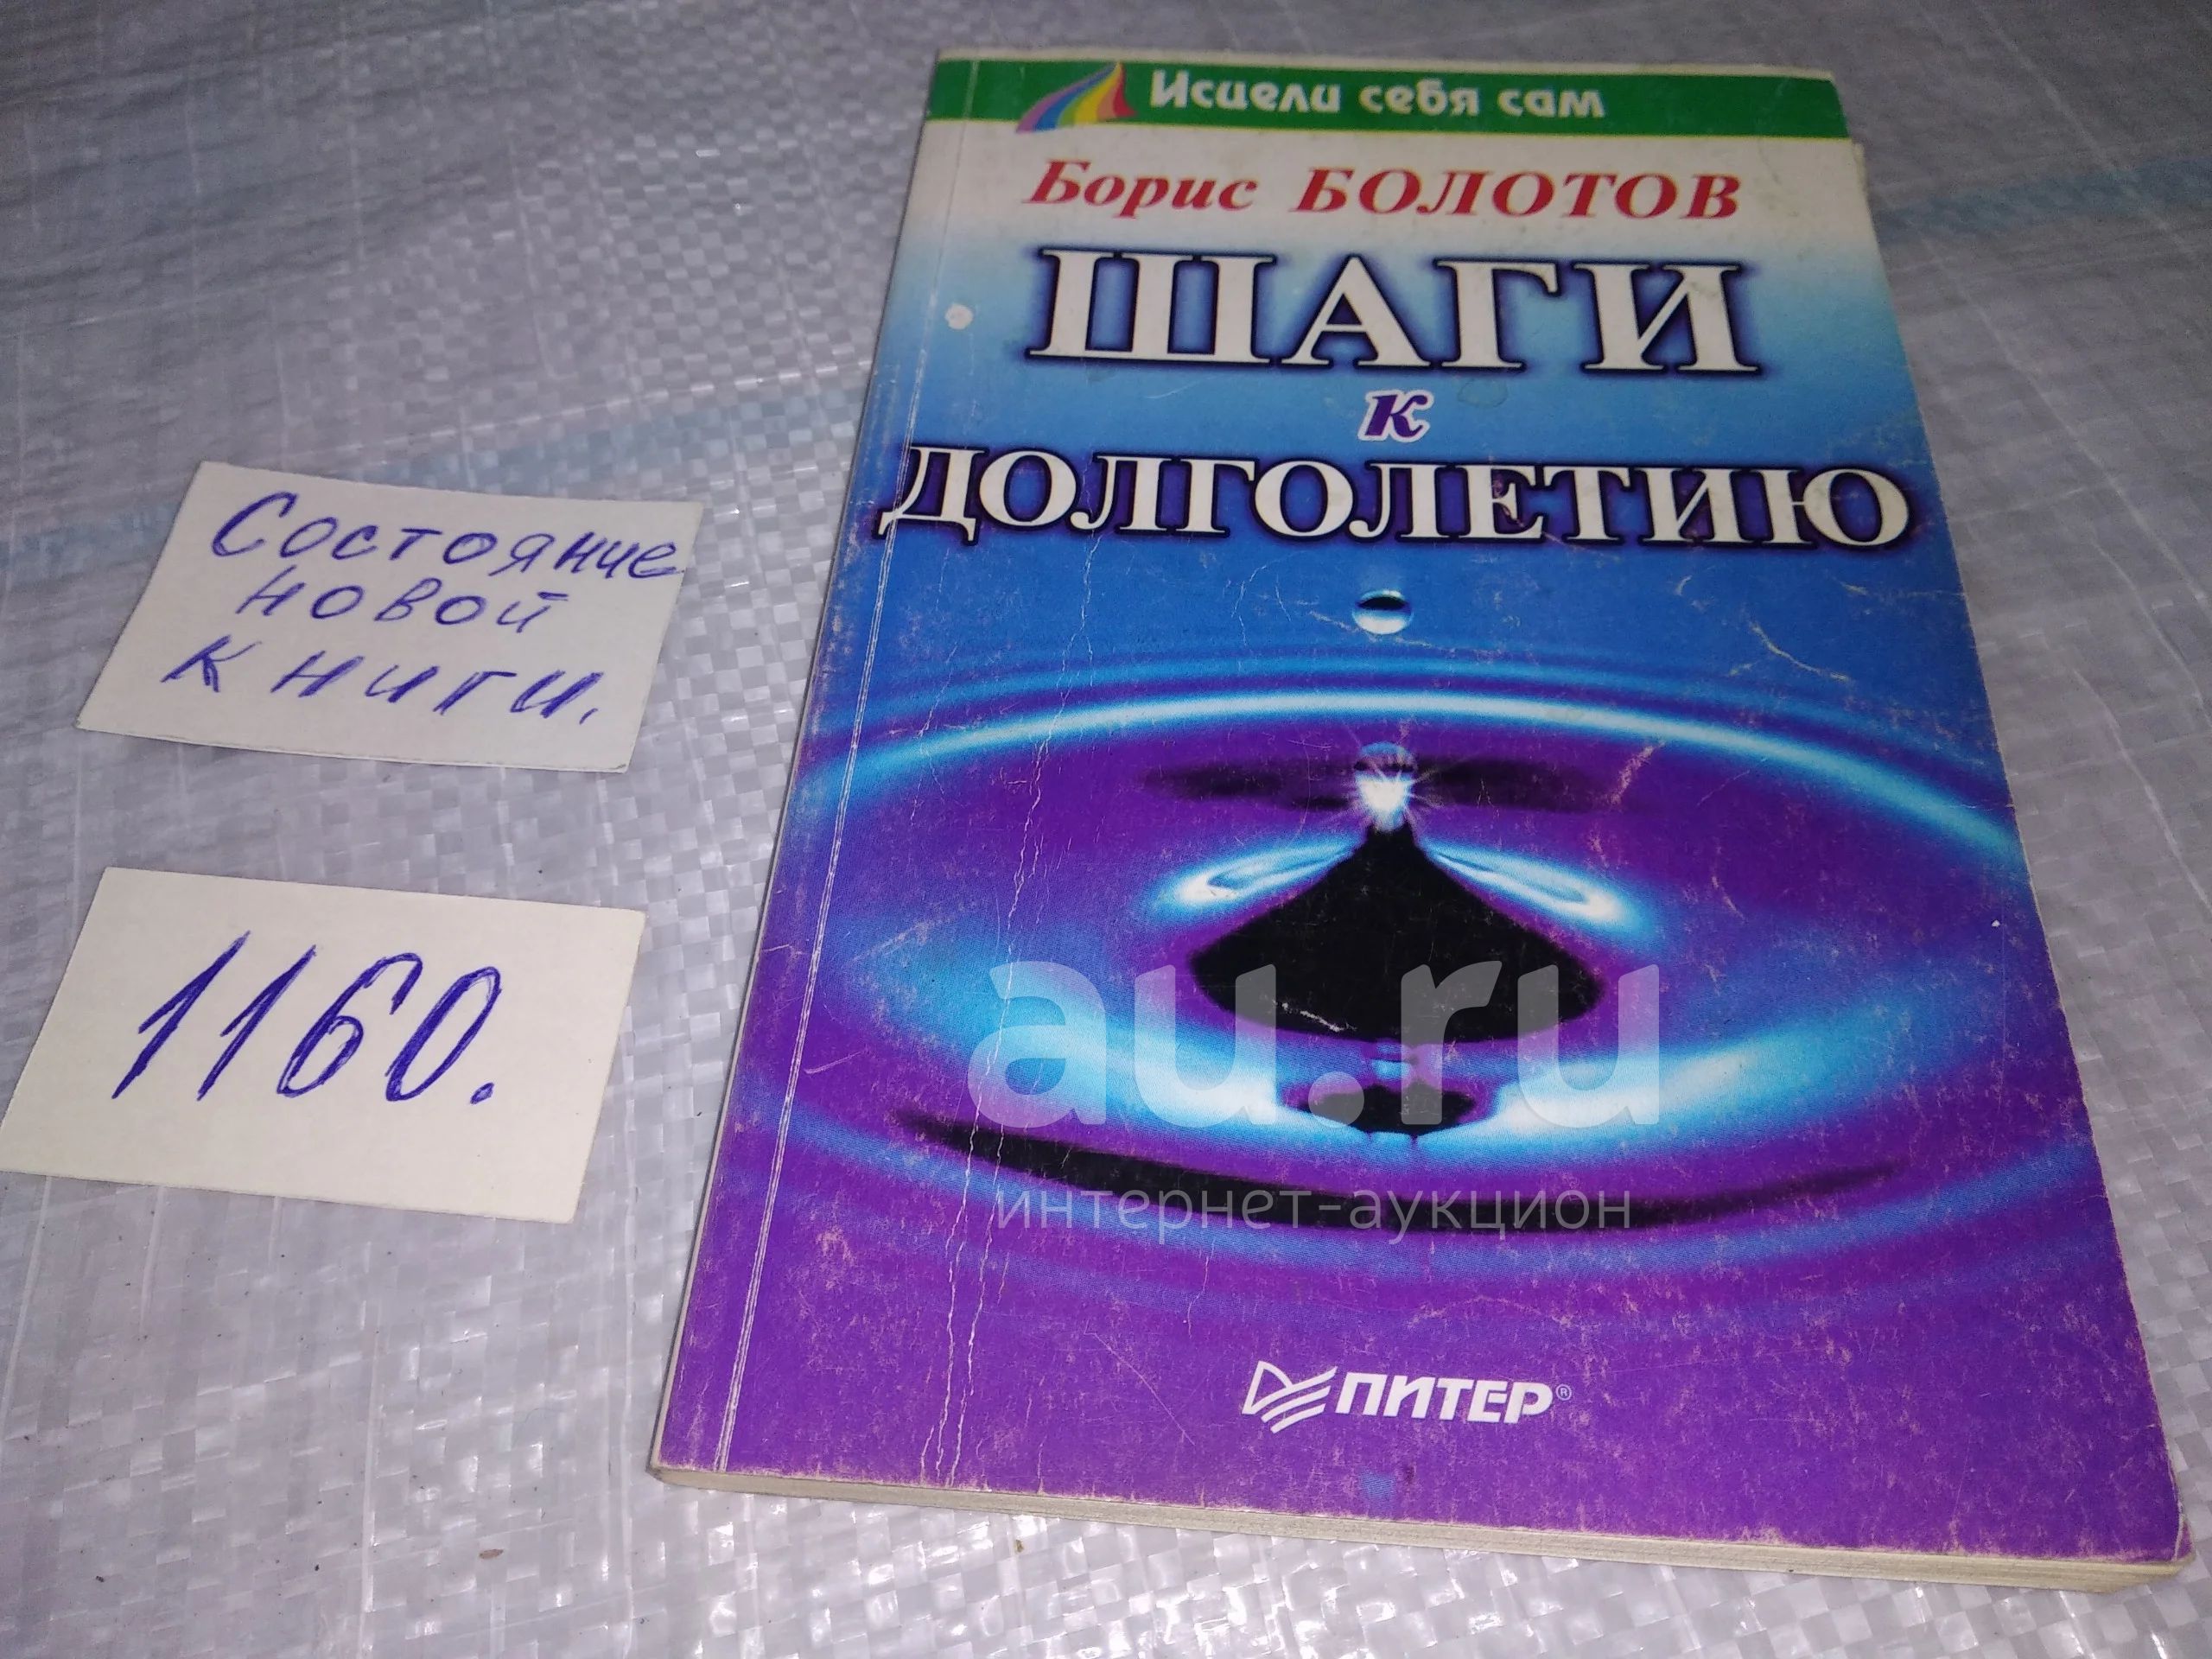 Исцели себя сам
Борис БОЛОТОВ
ШАГИ
к
ДОЛГОЛЕТИЮ
Состояние
новой
книги.
1160.
au.ru
интернет-аукцион
ПИТЕР®